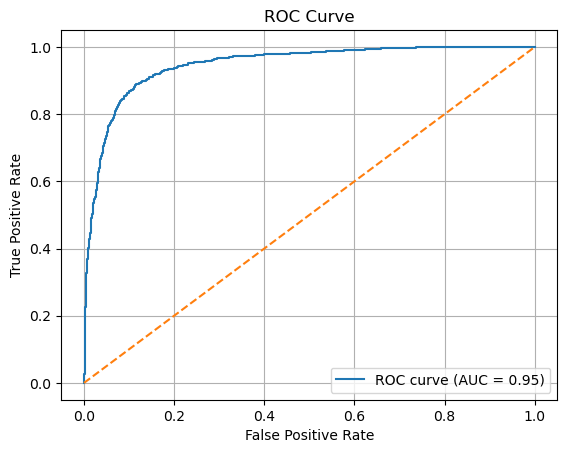 ROC Curve
True Positive Rate
1.0
0.8
0.6
0.4
0.2
0.0
ROC curve (AUC = 0.95)
0.0 0.2 0.4 0.6 0.8 1.0
False Positive Rate